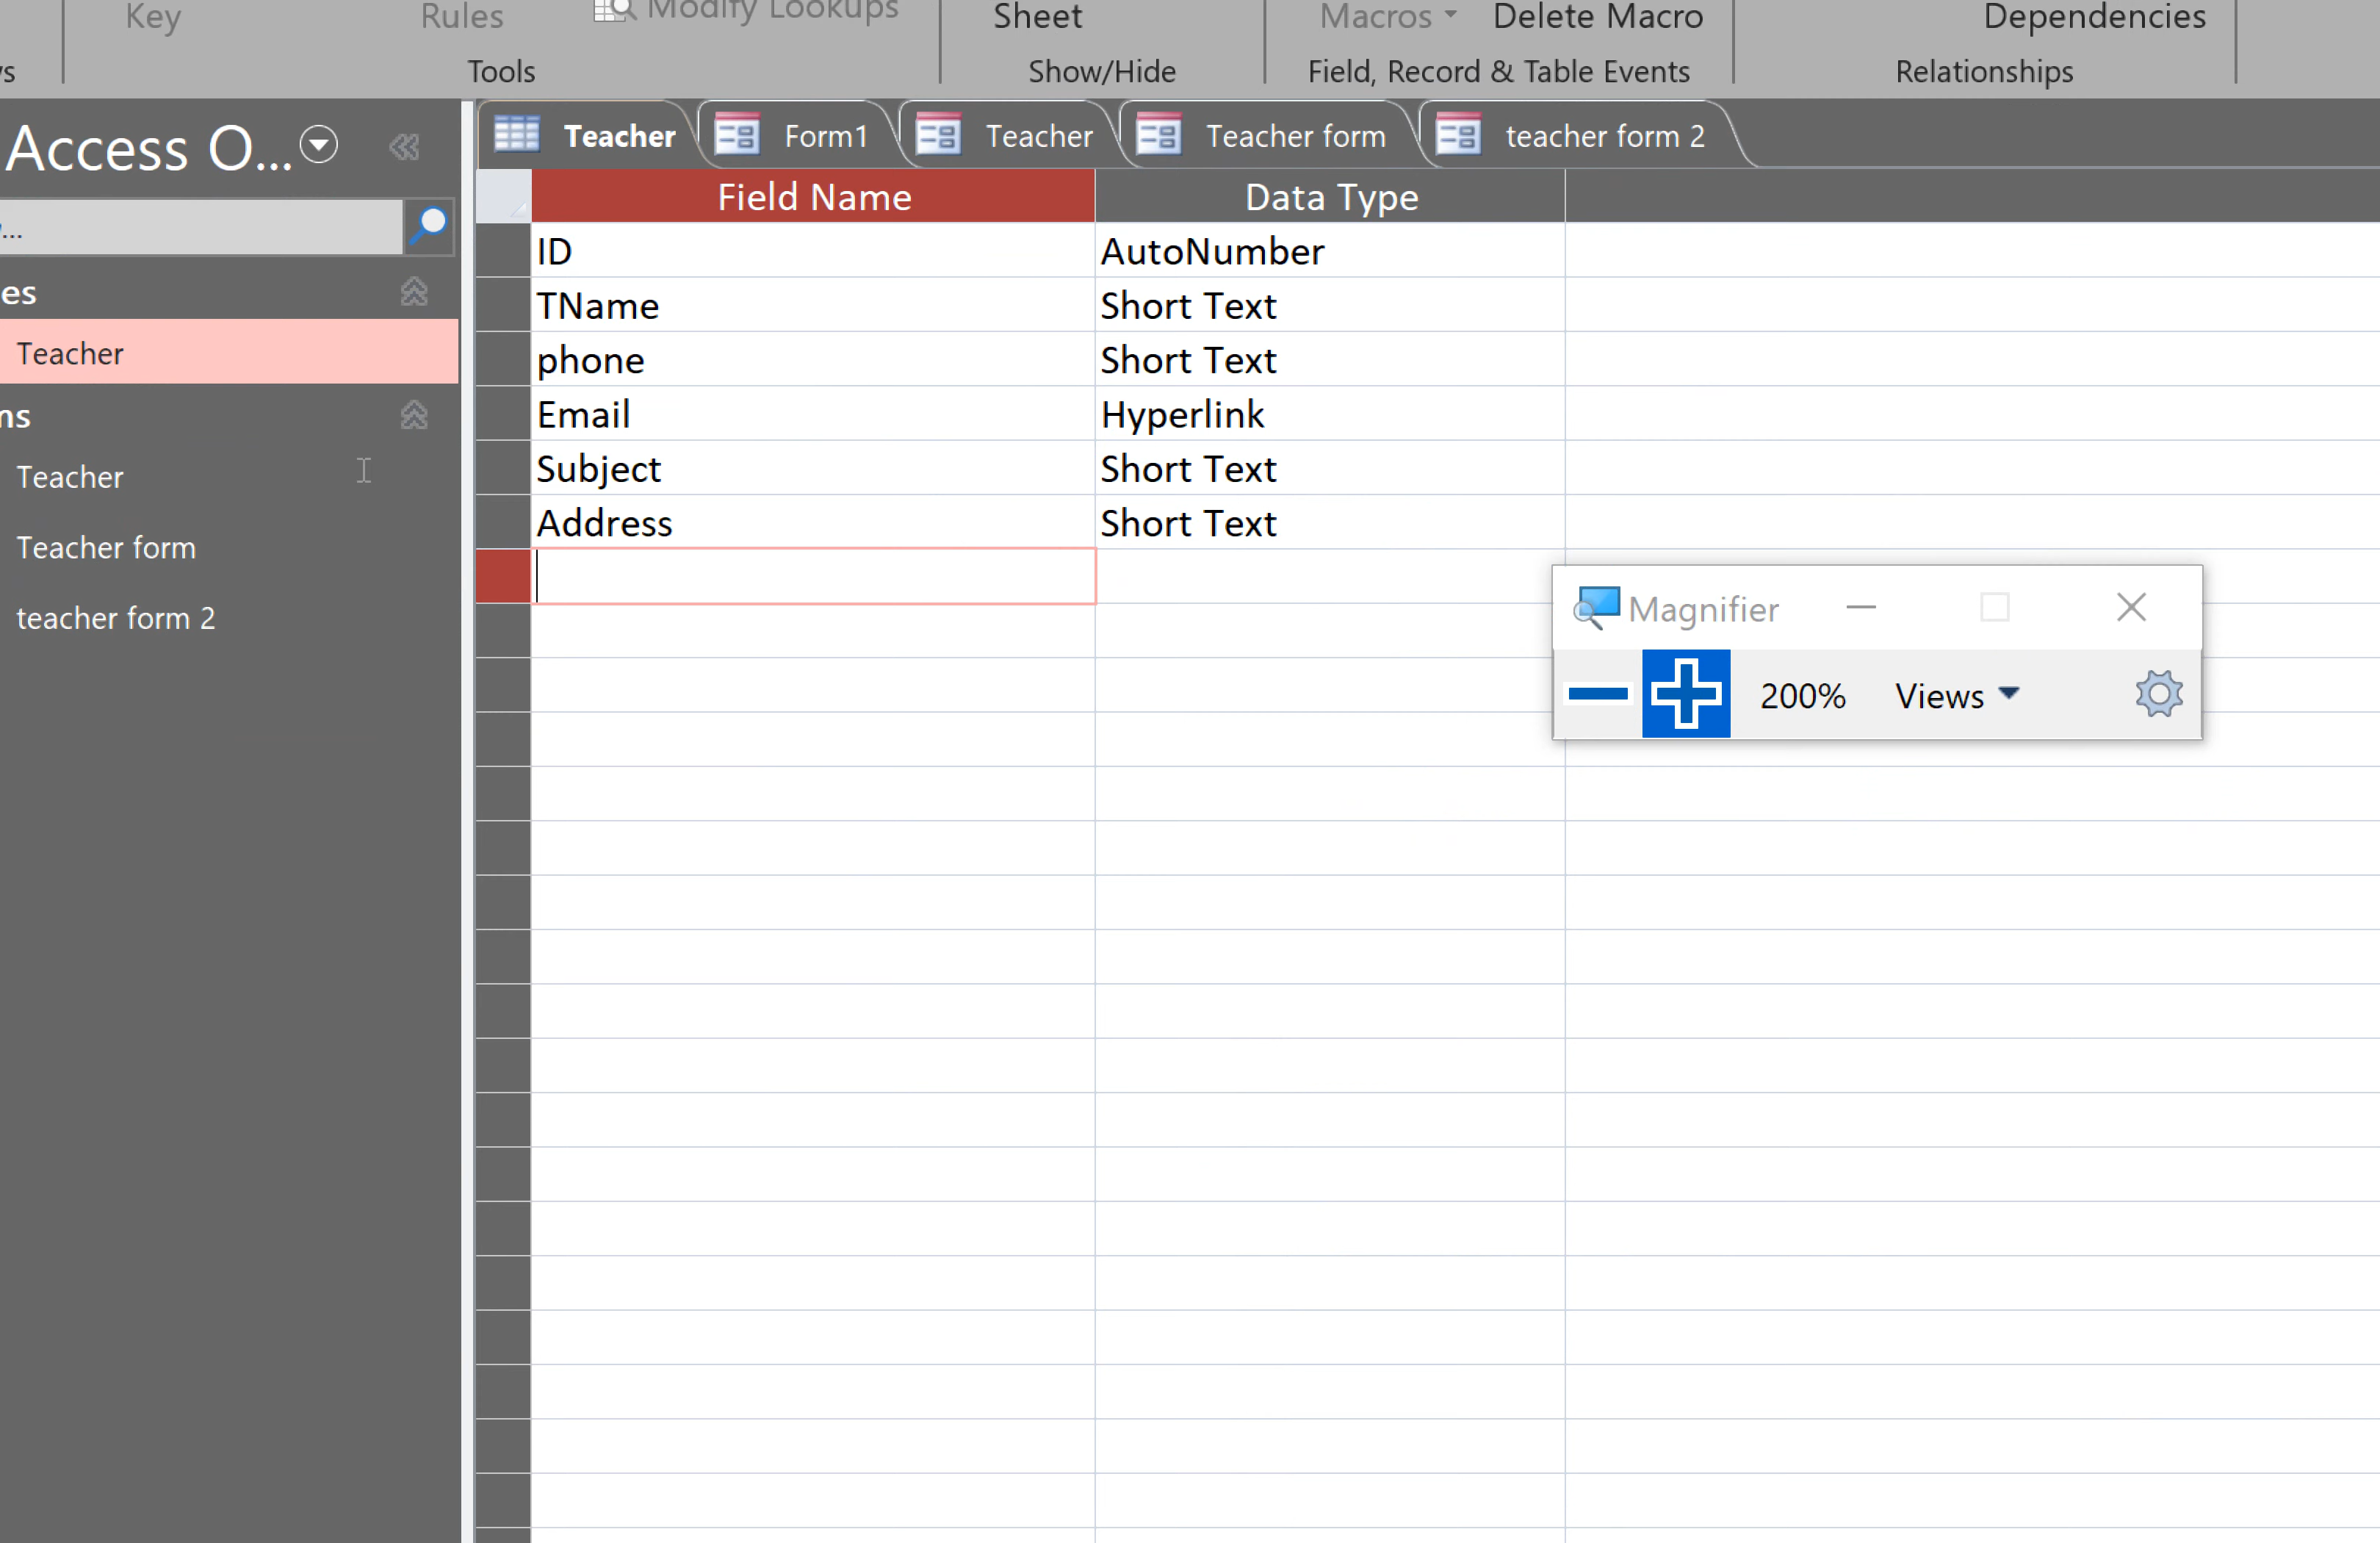 Key
Rules
Modify Lookups
Sheet
Macros
Delete Macro
Dependencies
Tools
Show/Hide
Field, Record & Table Events
Relationships
Access O...
Teacher
Form1
Teacher
Teacher form
teacher form 2
Field Name
Data Type
ID
AutoNumber
TName
Short Text
phone
Short Text
Email
Hyperlink
Subject
Short Text
Address
Short Text
Teacher
Teacher
Teacher form
teacher form 2
Magnifier
200%
Views